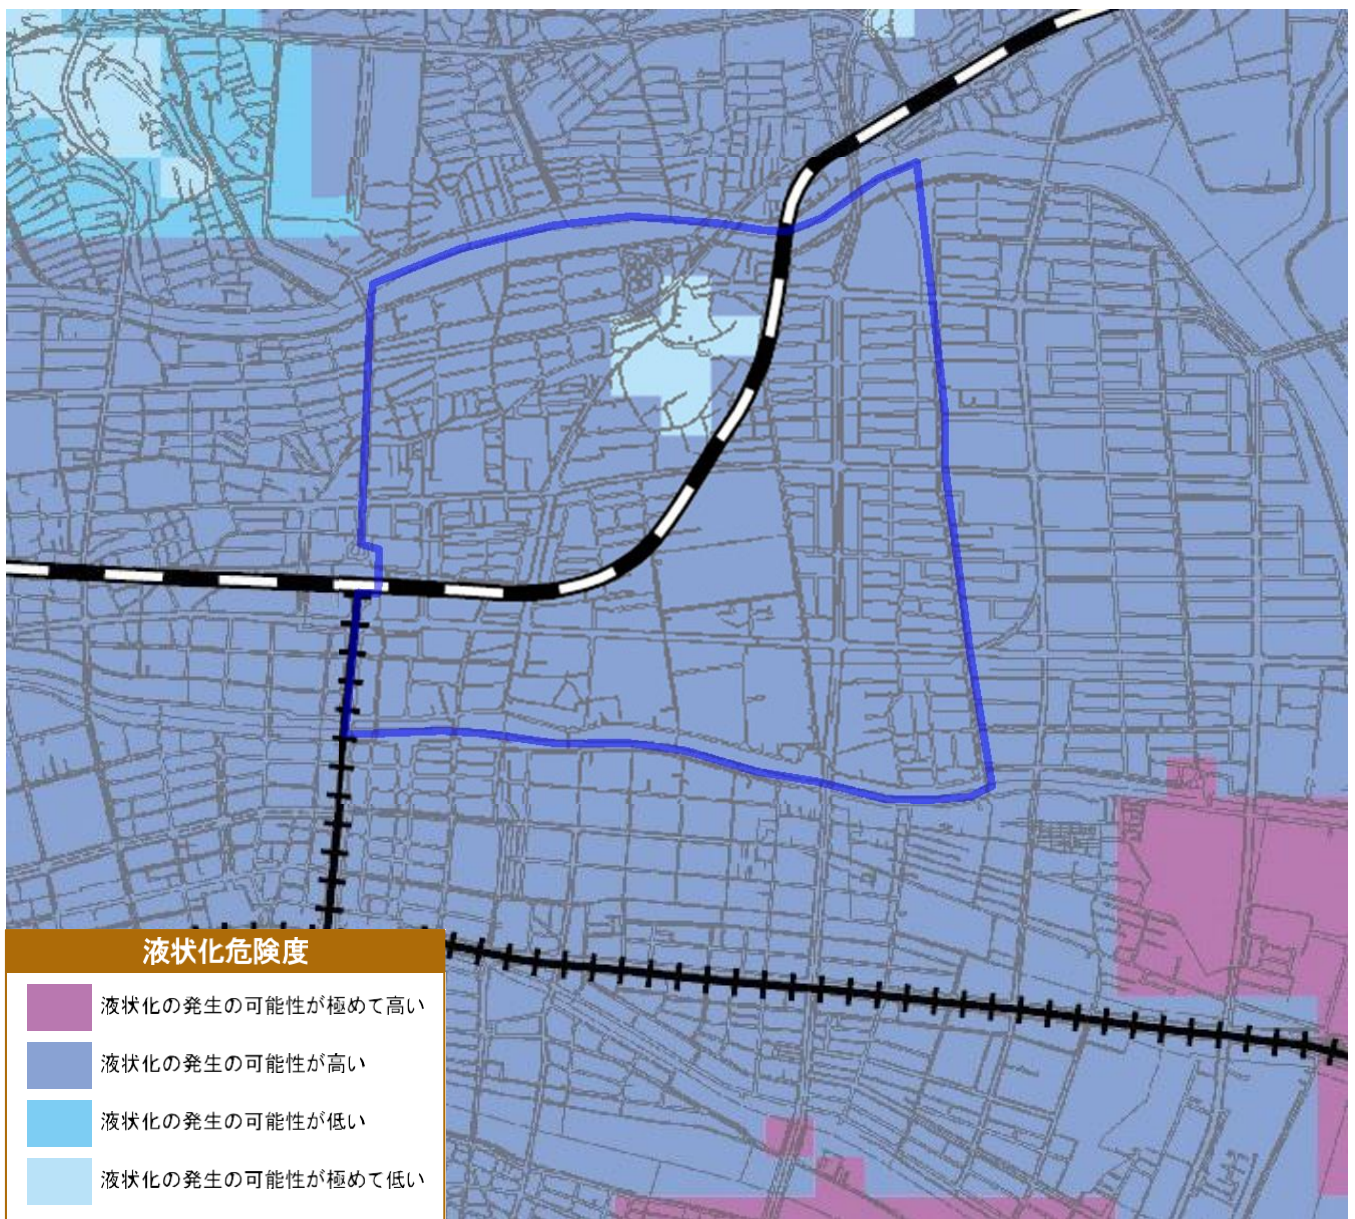 液状化危険度
液状化の発生の可能性が極めて高い
液状化の発生の可能性が高い
液状化の発生の可能性が低い
液状化の発生の可能性が極めて低い